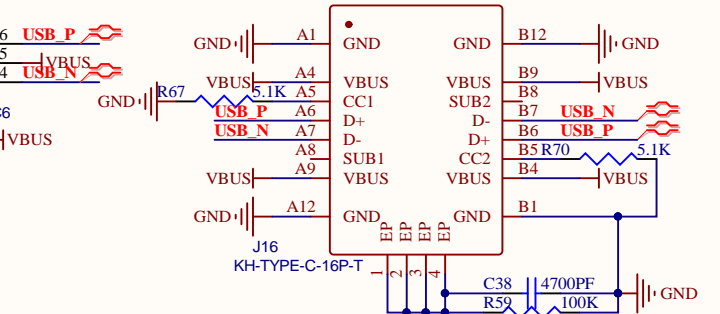 6 USB_P
5 VBUS
4 USB_N
C6
VBUS
GND A1 GND GND B12 GND
VBUS A4 VBUS VBUS B9 VBUS
GND R67 5.1K A5 CC1 SUB2 B8
USB_P A6 D+ D- B7 USB_N
USB_N A7 D- D+ B6 USB_P
A8 SUB1 CC2 B5 R70 5.1K
VBUS A9 VBUS VBUS B4 VBUS
GND A12 GND GND B1
EP EP EP EP
J16
KH-TYPE-C-16P-T
1 2 3 4
C38 4700PF
GND
R59 100K